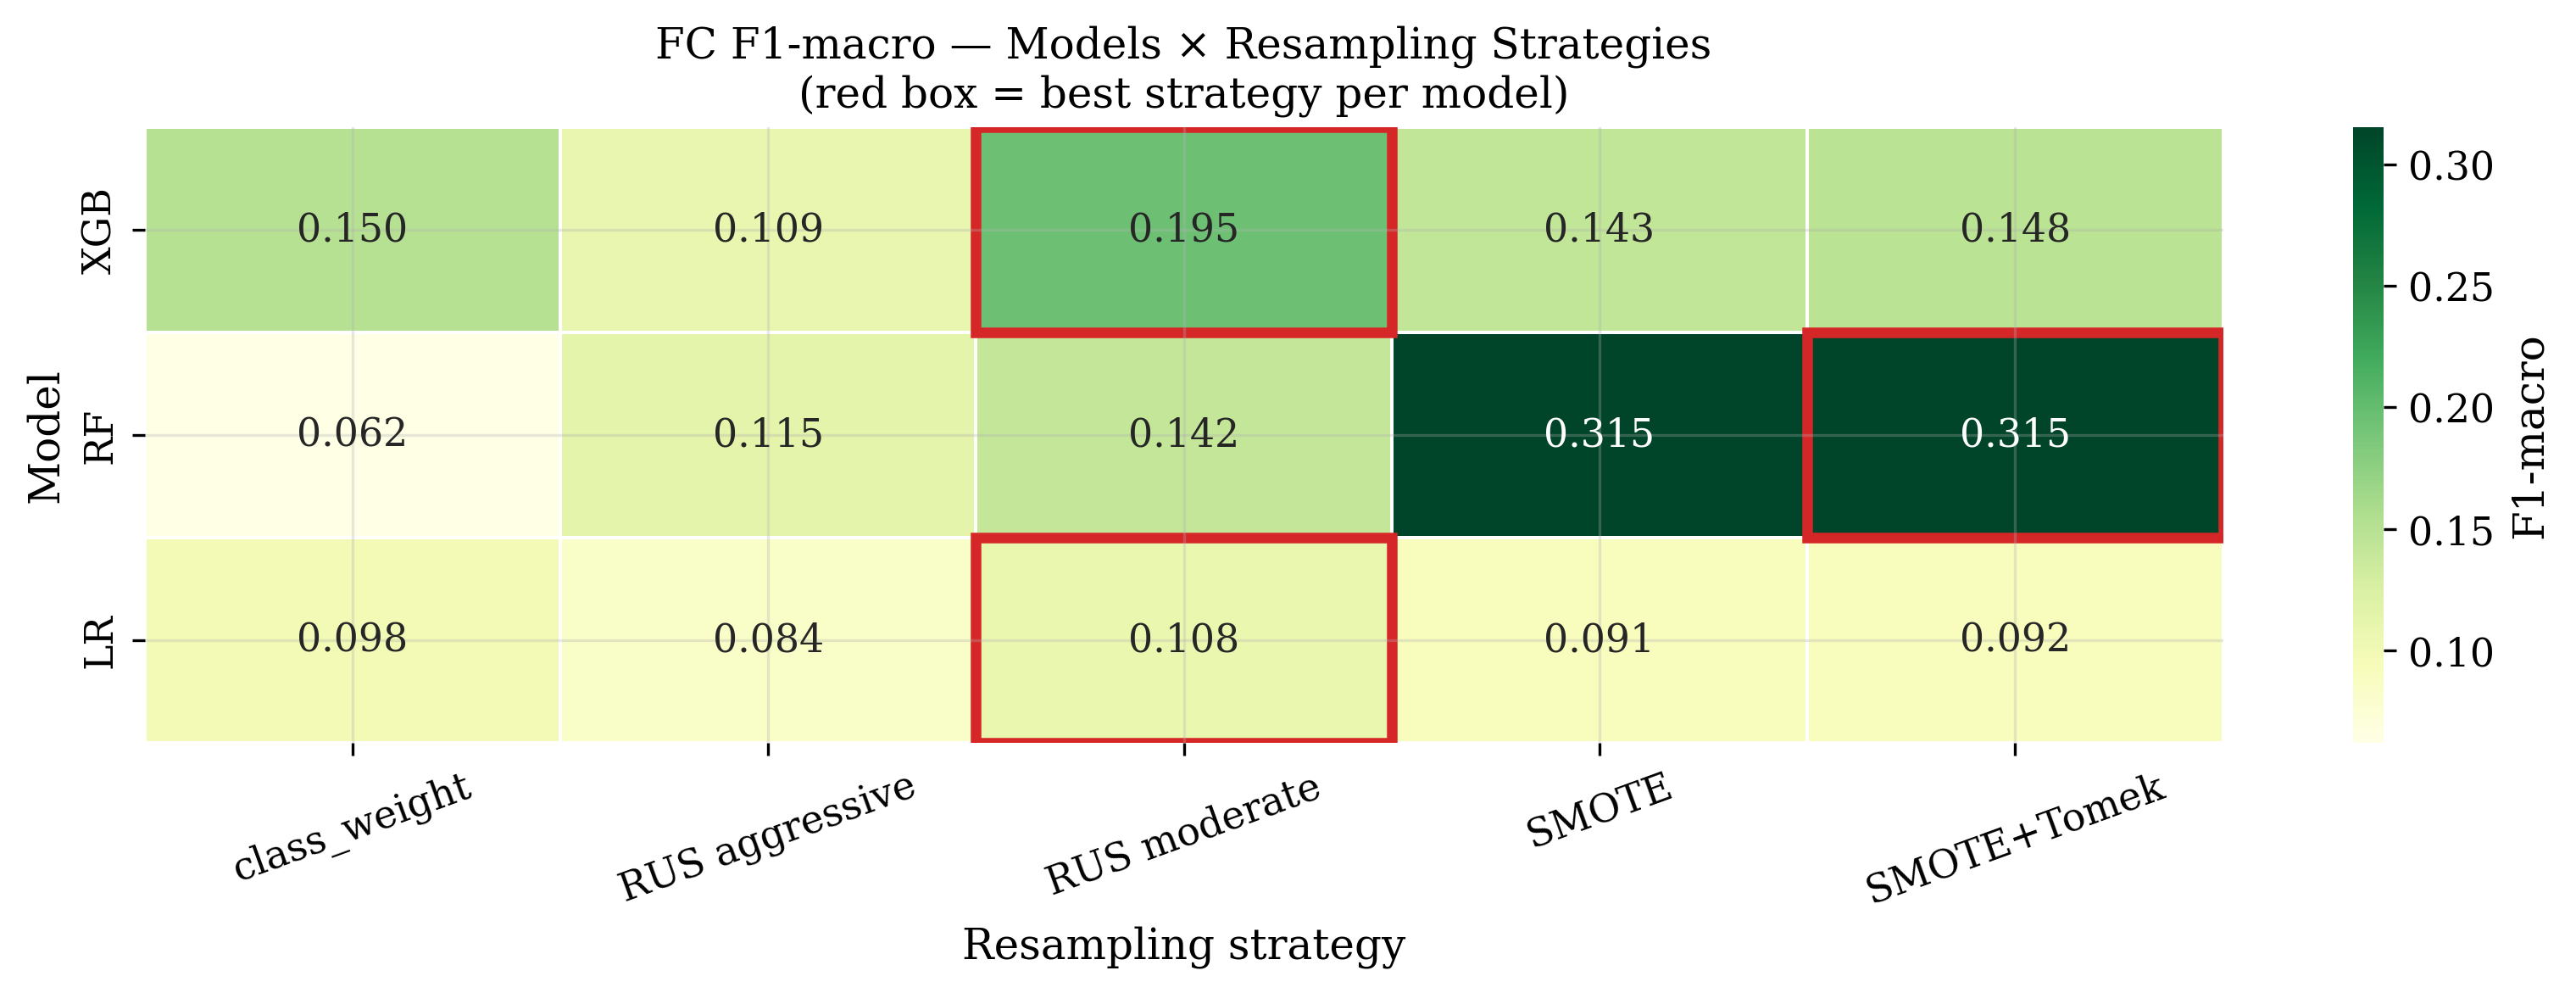 FC F1-macro — Models × Resampling Strategies
(red box = best strategy per model)
Model
XGB
0.150 0.109 0.195 0.143 0.148
RF
0.062 0.115 0.142 0.315 0.315
LR
0.098 0.084 0.108 0.091 0.092
class_weight
RUS aggressive
RUS moderate
SMOTE
SMOTE+Tomek
Resampling strategy
0.30
0.25
0.20
0.15
0.10
F1-macro